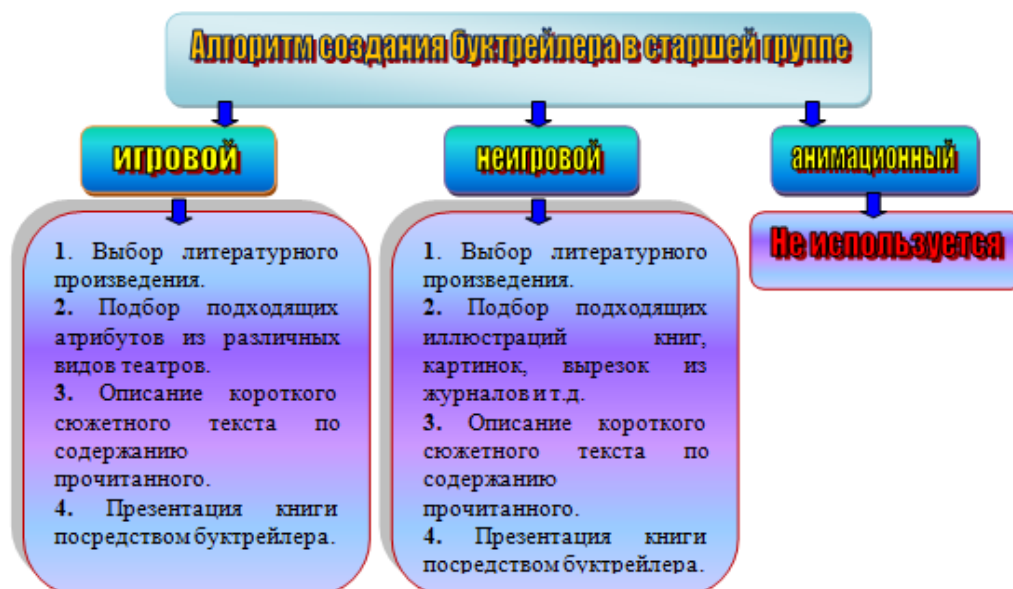 Алгоритм создания буктрейлера в старшей группе
игровой
неигровой
анимационный
1. Выбор литературного
произведения.
2. Подбор подходящих
атрибутов из различных
видов театров.
3. Описание короткого
сюжетного текста по
содержанию
прочитанного.
4. Презентация книги
посредством буктрейлера.
1. Выбор литературного
произведения.
2. Подбор подходящих
иллюстраций книг,
картинок, вырезок из
журналов и т.д.
3. Описание короткого
сюжетного текста по
содержанию
прочитанного.
4. Презентация книги
посредством буктрейлера.
Не используется